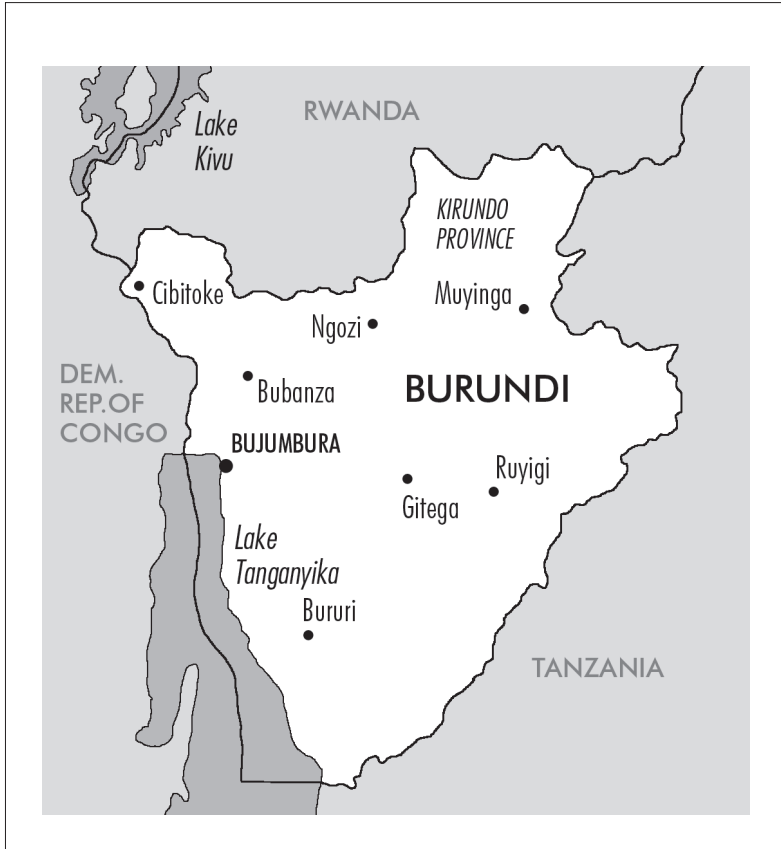 RWANDA
Lake
Kivu
KIRUNDO
PROVINCE
Cibitoke
Muyinga
Ngozi
DEM.
REP.OF
CONGO
Bubanza
BURUNDI
BUJUMBURA
Ruyigi
Gitega
Lake
Tanganyika
Bururi
TANZANIA